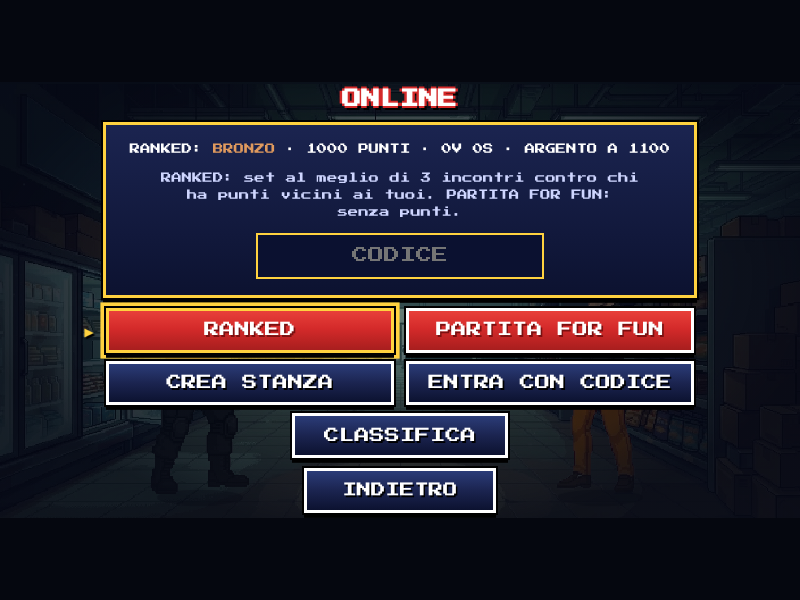 ONLINE
RANKED: BRONZO · 1000 PUNTI · 0V 0S · ARGENTO A 1100
RANKED: set al meglio di 3 incontri contro chi
ha punti vicini ai tuoi. PARTITA FOR FUN:
senza punti.
CODICE
RANKED
PARTITA FOR FUN
CREA STANZA
ENTRA CON CODICE
CLASSIFICA
INDIETRO